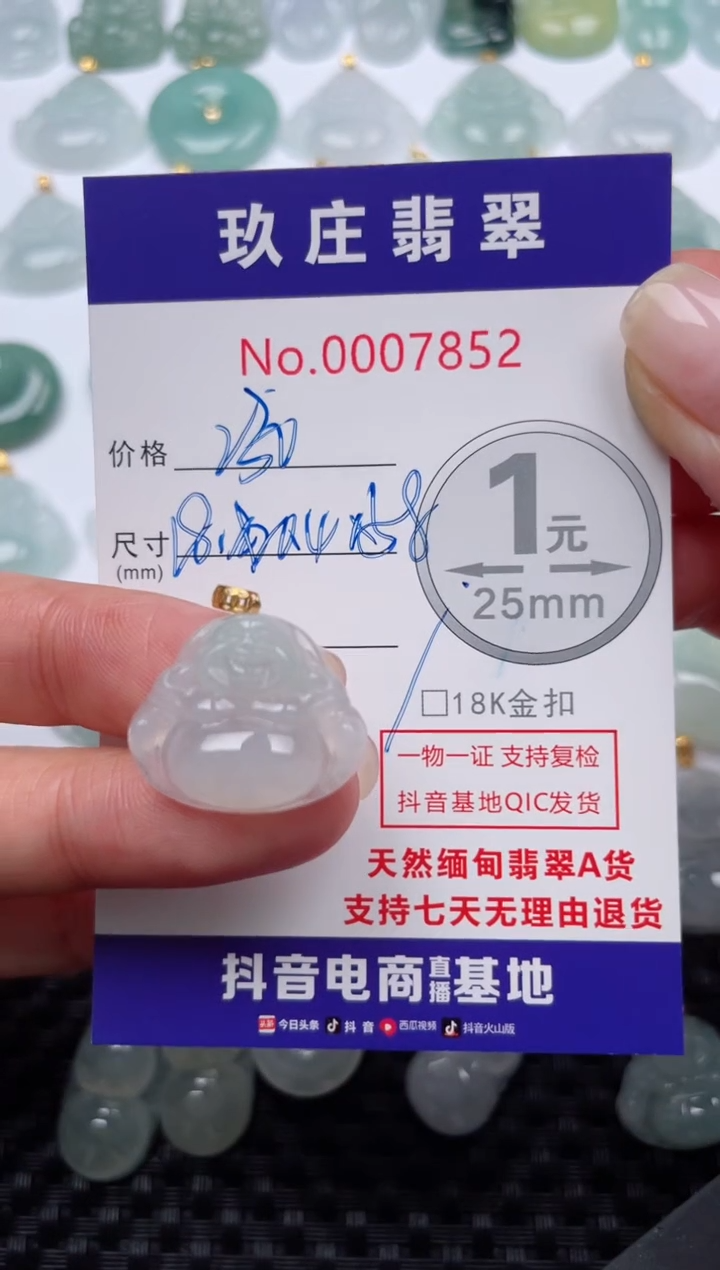 玖庄翡翠
No.0007852
价格
尺寸
(mm)
1元
25mm
□18K金扣
一物一证 支持复检
抖音基地QIC发货
天然缅甸翡翠A货
支持七天无理由退货
抖音电商直播基地
头条 今日头条 抖音 西瓜视频 抖音火山版